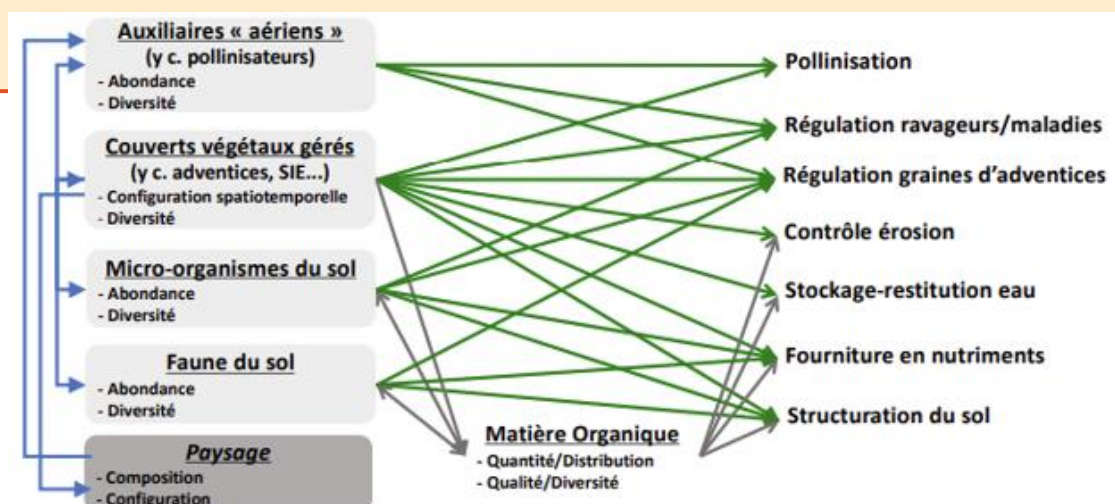 Auxiliaires « aériens »
(y c. pollinisateurs)
- Abondance
- Diversité
Couverts végétaux gérés
(y c. adventices, SIE...)
- Configuration spatiotemporelle
- Diversité
Micro-organismes du sol
- Abondance
- Diversité
Faune du sol
- Abondance
- Diversité
Paysage
- Composition
- Configuration
Matière Organique
- Quantité/Distribution
- Qualité/Diversité
Pollinisation
Régulation ravageurs/maladies
Régulation graines d’adventices
Contrôle érosion
Stockage-restitution eau
Fourniture en nutriments
Structuration du sol